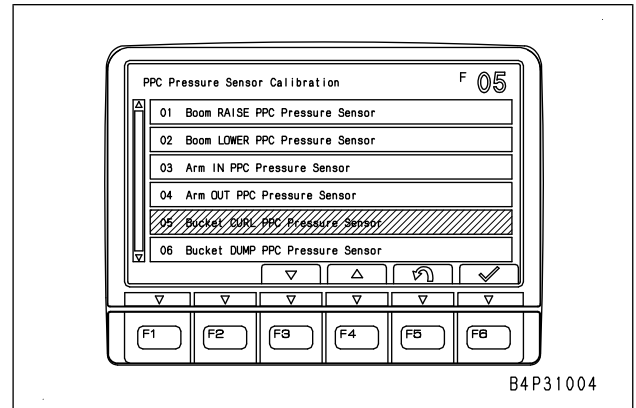 PPC Pressure Sensor Calibration F 05
01 Boom RAISE PPC Pressure Sensor
02 Boom LOWER PPC Pressure Sensor
03 Arm IN PPC Pressure Sensor
04 Arm OUT PPC Pressure Sensor
05 Bucket CURL PPC Pressure Sensor
06 Bucket DUMP PPC Pressure Sensor
F1 F2 F3 F4 F5 F6
B4P31004